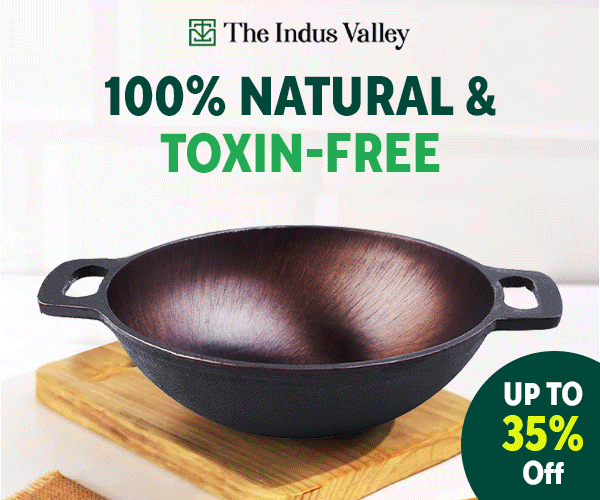 The Indus Valley
100% NATURAL &
TOXIN-FREE
UP TO
35%
Off